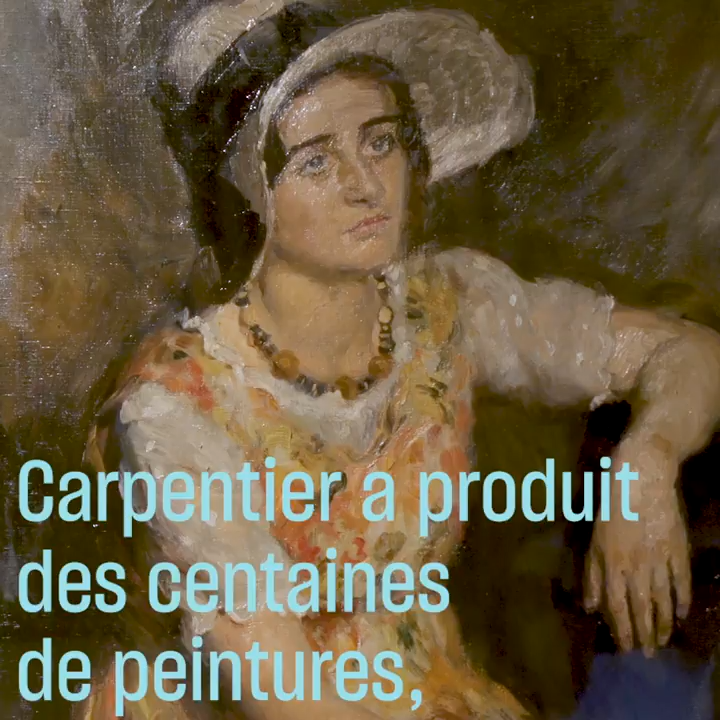 Carpentier a produit
des centaines
de peintures,